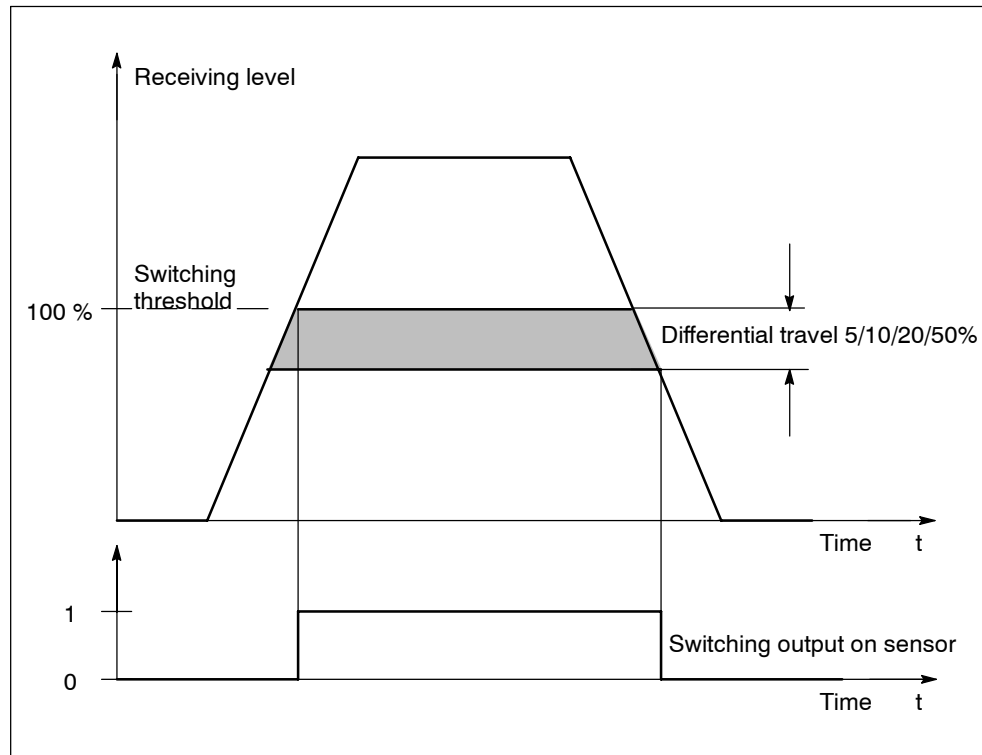 Receiving level
Switching
threshold
100 %
Differential travel 5/10/20/50%
Time t
1
Switching output on sensor
0
Time t